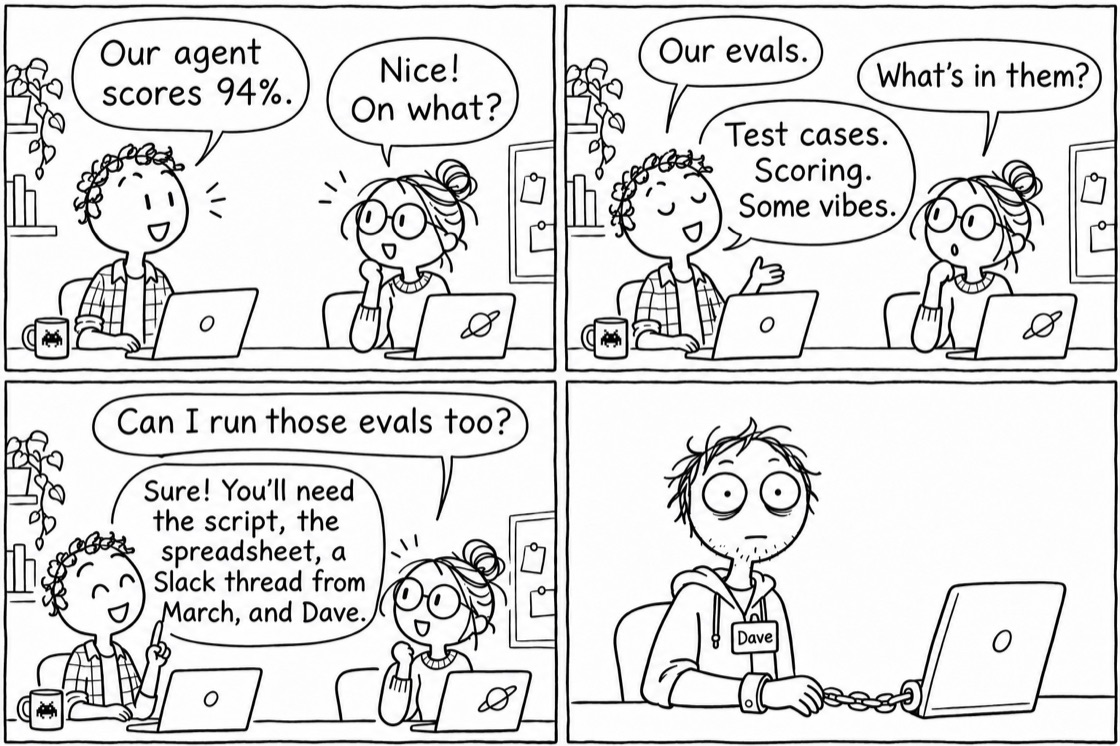 Our agent
scores 94%.
Nice!
On what?
Our evals.
What's in them?
Test cases.
Scoring.
Some vibes.
Can I run those evals too?
Sure! You'll need
the script, the
spreadsheet, a
Slack thread from
March, and Dave.
Dave